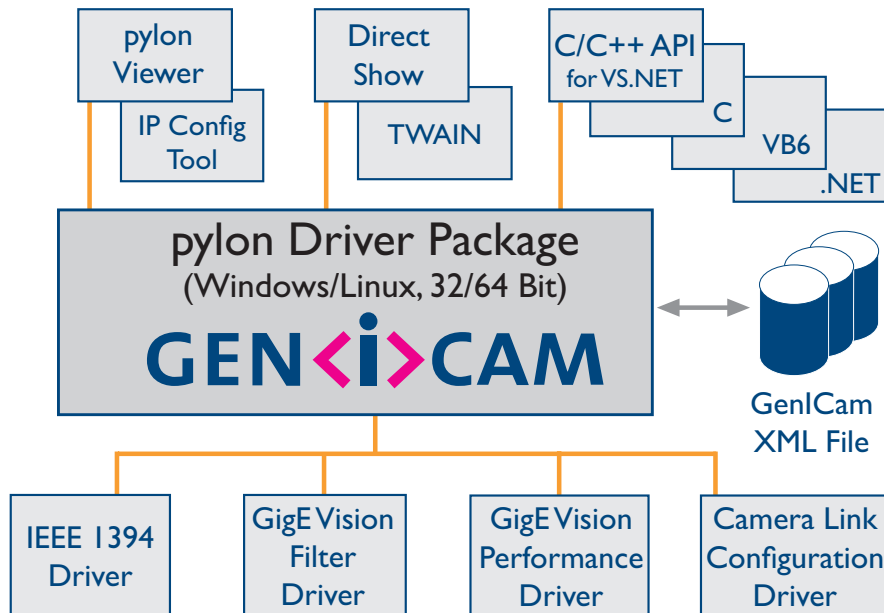 pylon
Viewer
IP Config
Tool
Direct
Show
TWAIN
C/C++ API
for VS.NET
C
VB6
.NET
pylon Driver Package
(Windows/Linux, 32/64 Bit)
GEN<i>CAM
GenICam
XML File
IEEE 1394
Driver
GigE Vision
Filter
Driver
GigE Vision
Performance
Driver
Camera Link
Configuration
Driver